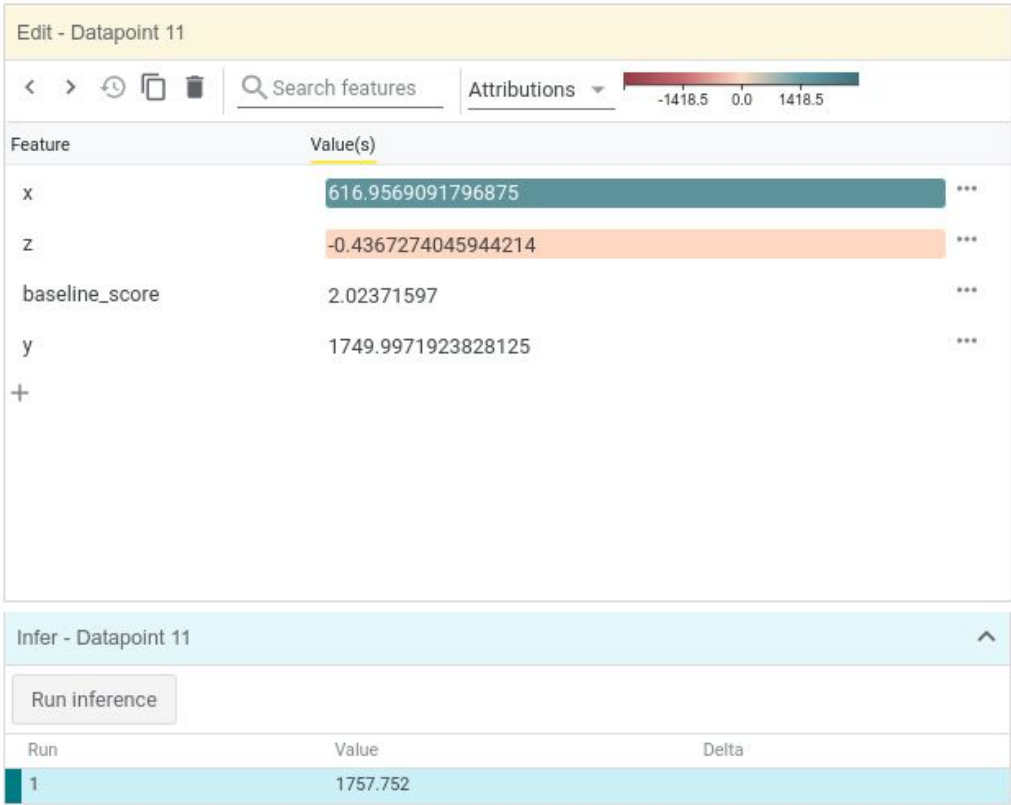 Edit - Datapoint 11
Search features Attributions -1418.5 0.0 1418.5
Feature Value(s)
x 616.9569091796875
z -0.4367274045944214
baseline_score 2.02371597
y 1749.9971923828125
Infer - Datapoint 11
Run inference
Run Value Delta
1 1757.752